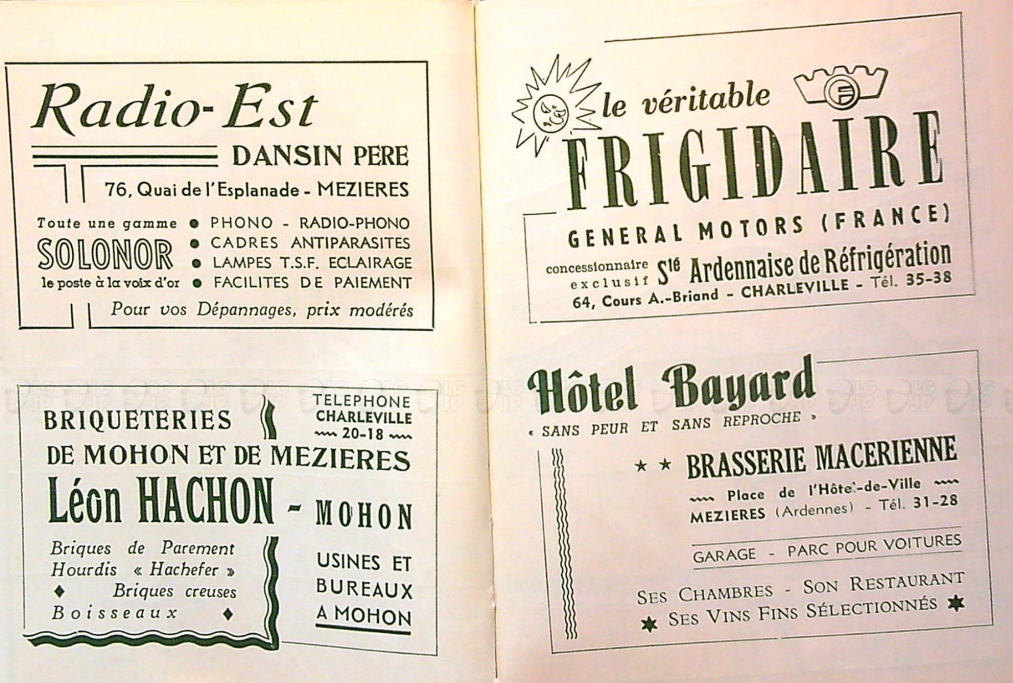 Radio-Est
DANSIN PERE
76, Quai de l'Esplanade - MEZIERES
Toute une gamme
SOLONOR
le poste à la voix d'or
● PHONO - RADIO-PHONO
● CADRES ANTIPARASITES
● LAMPES T.S.F. ECLAIRAGE
● FACILITES DE PAIEMENT
Pour vos Dépannages, prix modérés
BRIQUETERIES
DE MOHON ET DE MEZIERES
Léon HACHON - MOHON
TELEPHONE
CHARLEVILLE
20-18
Briques de Parement
Hourdis « Hachefer »
Briques creuses
Boisseaux
USINES ET
BUREAUX
A MOHON
le véritable
F
FRIGIDAIRE
GENERAL MOTORS (FRANCE)
concessionnaire
exclusif
Sté Ardennaise de Réfrigération
64, Cours A.-Briand - CHARLEVILLE - Tél. 35-38
Hôtel Bayard
« SANS PEUR ET SANS REPROCHE »
★ ★ BRASSERIE MACERIENNE
Place de l'Hôtel-de-Ville
MEZIERES (Ardennes) - Tél. 31-28
GARAGE - PARC POUR VOITURES
SES CHAMBRES - SON RESTAURANT
★ SES VINS FINS SÉLECTIONNÉS ★